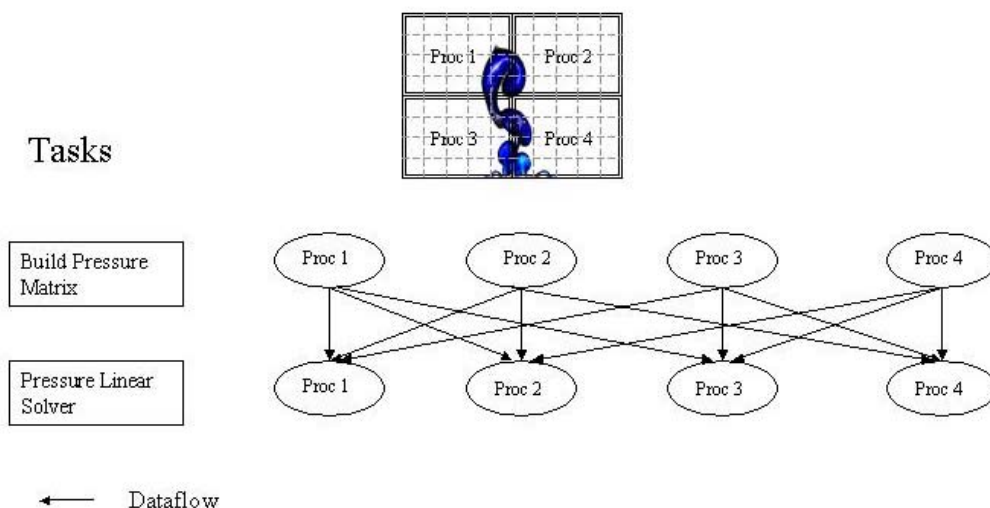 Proc 1
Proc 2
Proc 3
Proc 4
Tasks
Build Pressure
Matrix
Proc 1
Proc 2
Proc 3
Proc 4
Pressure Linear
Solver
Proc 1
Proc 2
Proc 3
Proc 4
Dataflow